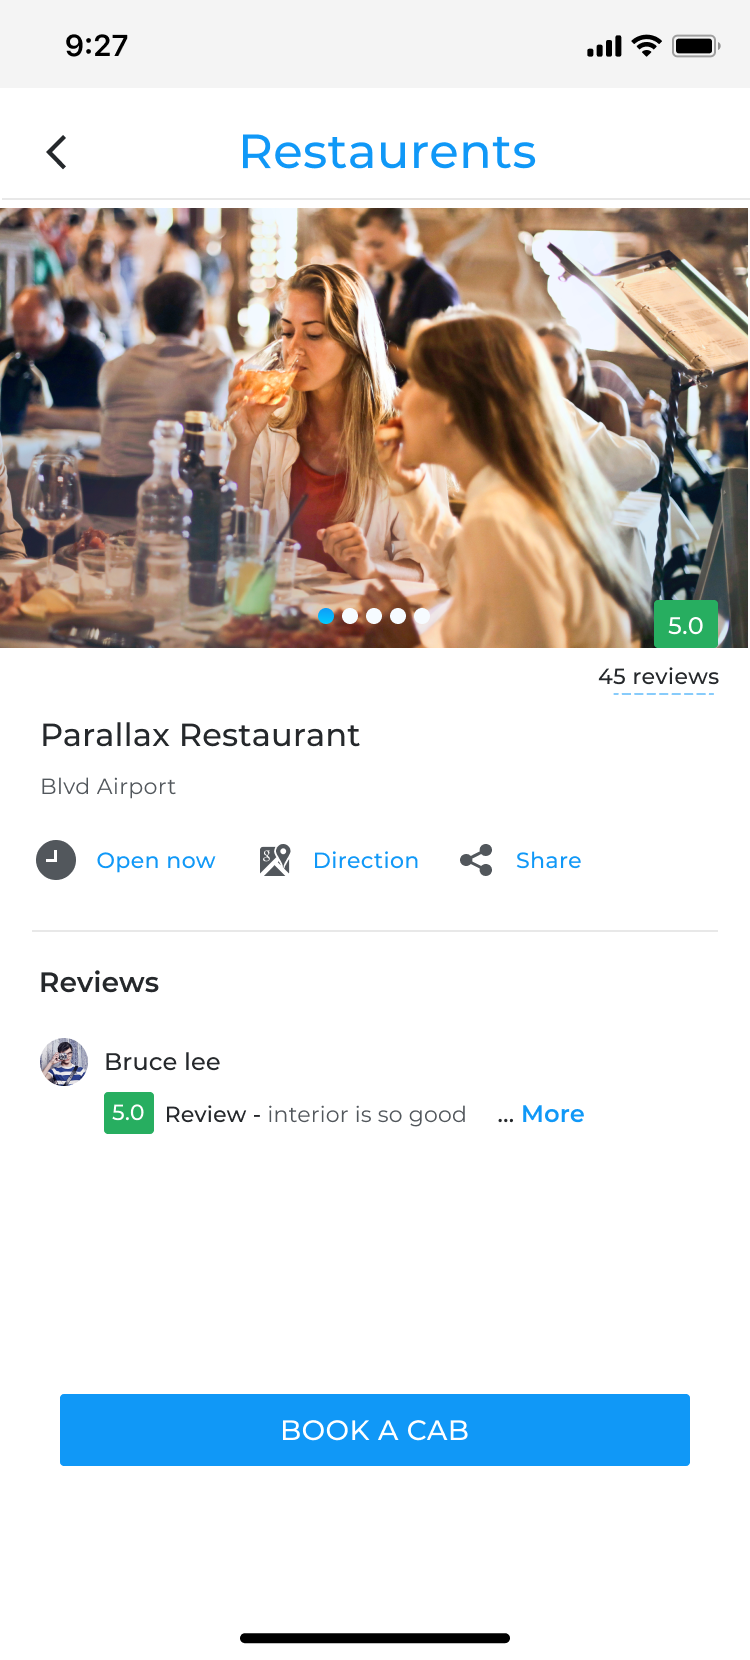 9:27
Restaurents
5.0
45 reviews
Parallax Restaurant
Blvd Airport
Open now Direction Share
Reviews
Bruce lee
5.0 Review - interior is so good ... More
BOOK A CAB